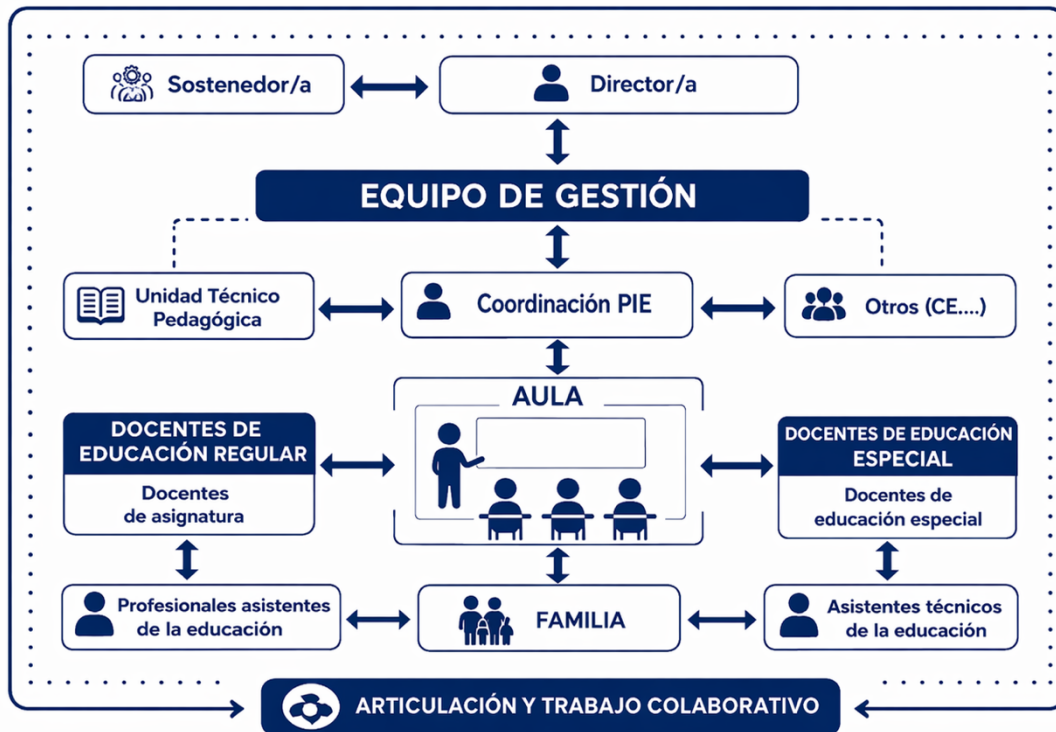 Sostenedor/a
Director/a
EQUIPO DE GESTIÓN
Unidad Técnico
Pedagógica
Coordinación PIE
Otros (CE....)
AULA
DOCENTES DE
EDUCACIÓN REGULAR
Docentes
de asignatura
DOCENTES DE EDUCACIÓN
ESPECIAL
Docentes de
educación especial
Profesionales asistentes
de la educación
FAMILIA
Asistentes técnicos
de la educación
ARTICULACIÓN Y TRABAJO COLABORATIVO